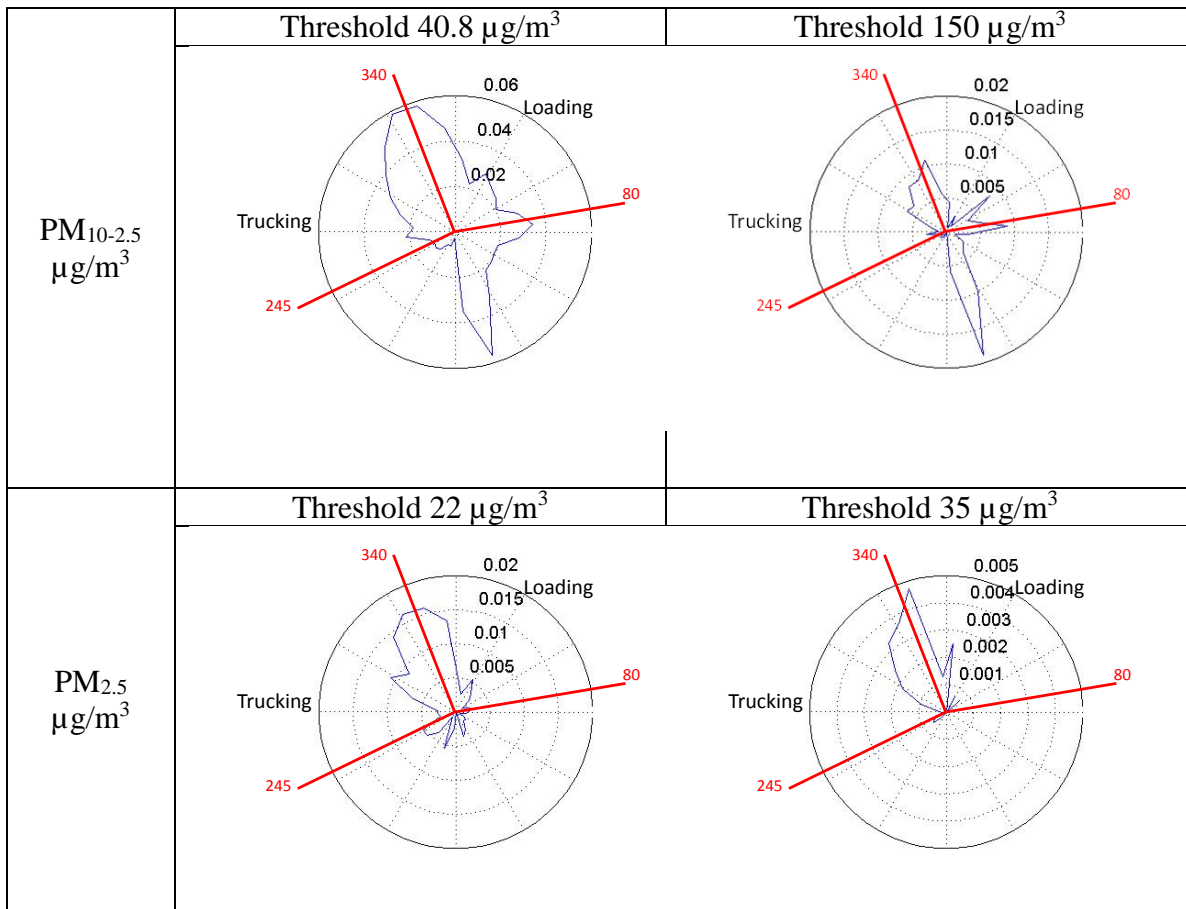 Threshold 40.8 µg/m³
Threshold 150 µg/m³
PM₁₀₋₂.₅
µg/m³
340
0.06
Loading
0.04
0.02
80
Trucking
245
340
0.02
Loading
0.015
0.01
0.005
80
Trucking
245
Threshold 22 µg/m³
Threshold 35 µg/m³
PM₂.₅
µg/m³
340
0.02
Loading
0.015
0.01
0.005
80
Trucking
245
340
0.005
Loading
0.004
0.003
0.002
0.001
80
Trucking
245